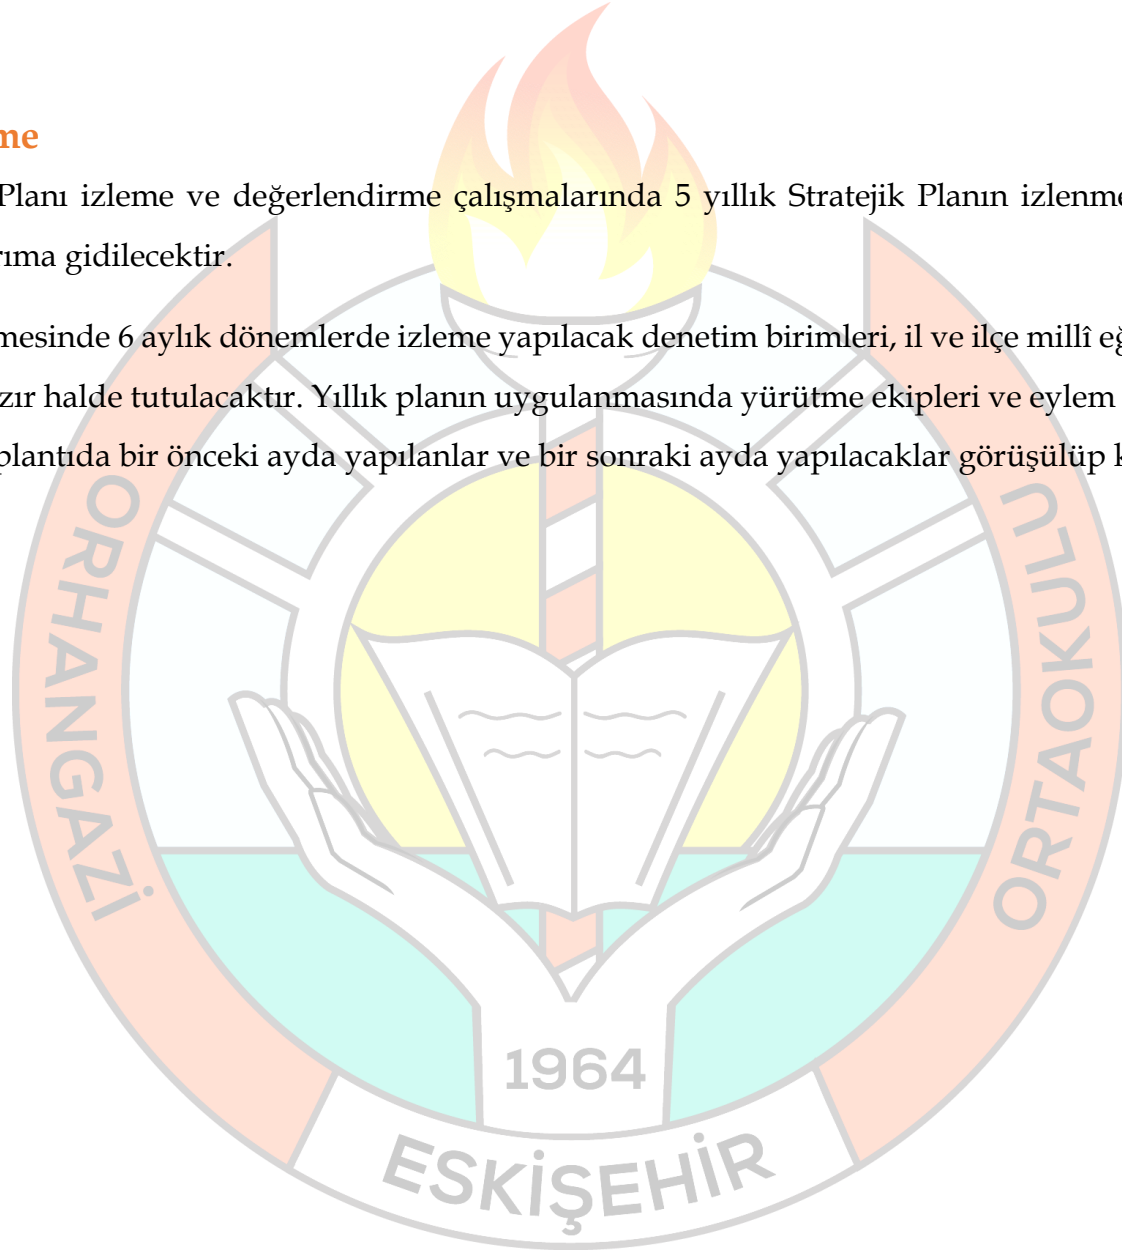 me
Planı izleme ve değerlendirme çalışmalarında 5 yıllık Stratejik Planın izlenme
rıma gidilecektir.
mesinde 6 aylık dönemlerde izleme yapılacak denetim birimleri, il ve ilçe millî eğ
zır halde tutulacaktır. Yıllık planın uygulanmasında yürütme ekipleri ve eylem
plantıda bir önceki ayda yapılanlar ve bir sonraki ayda yapılacaklar görüşülüp k
ORHANGAZİ
ORTAOKULU
1964
ESKİŞEHİR